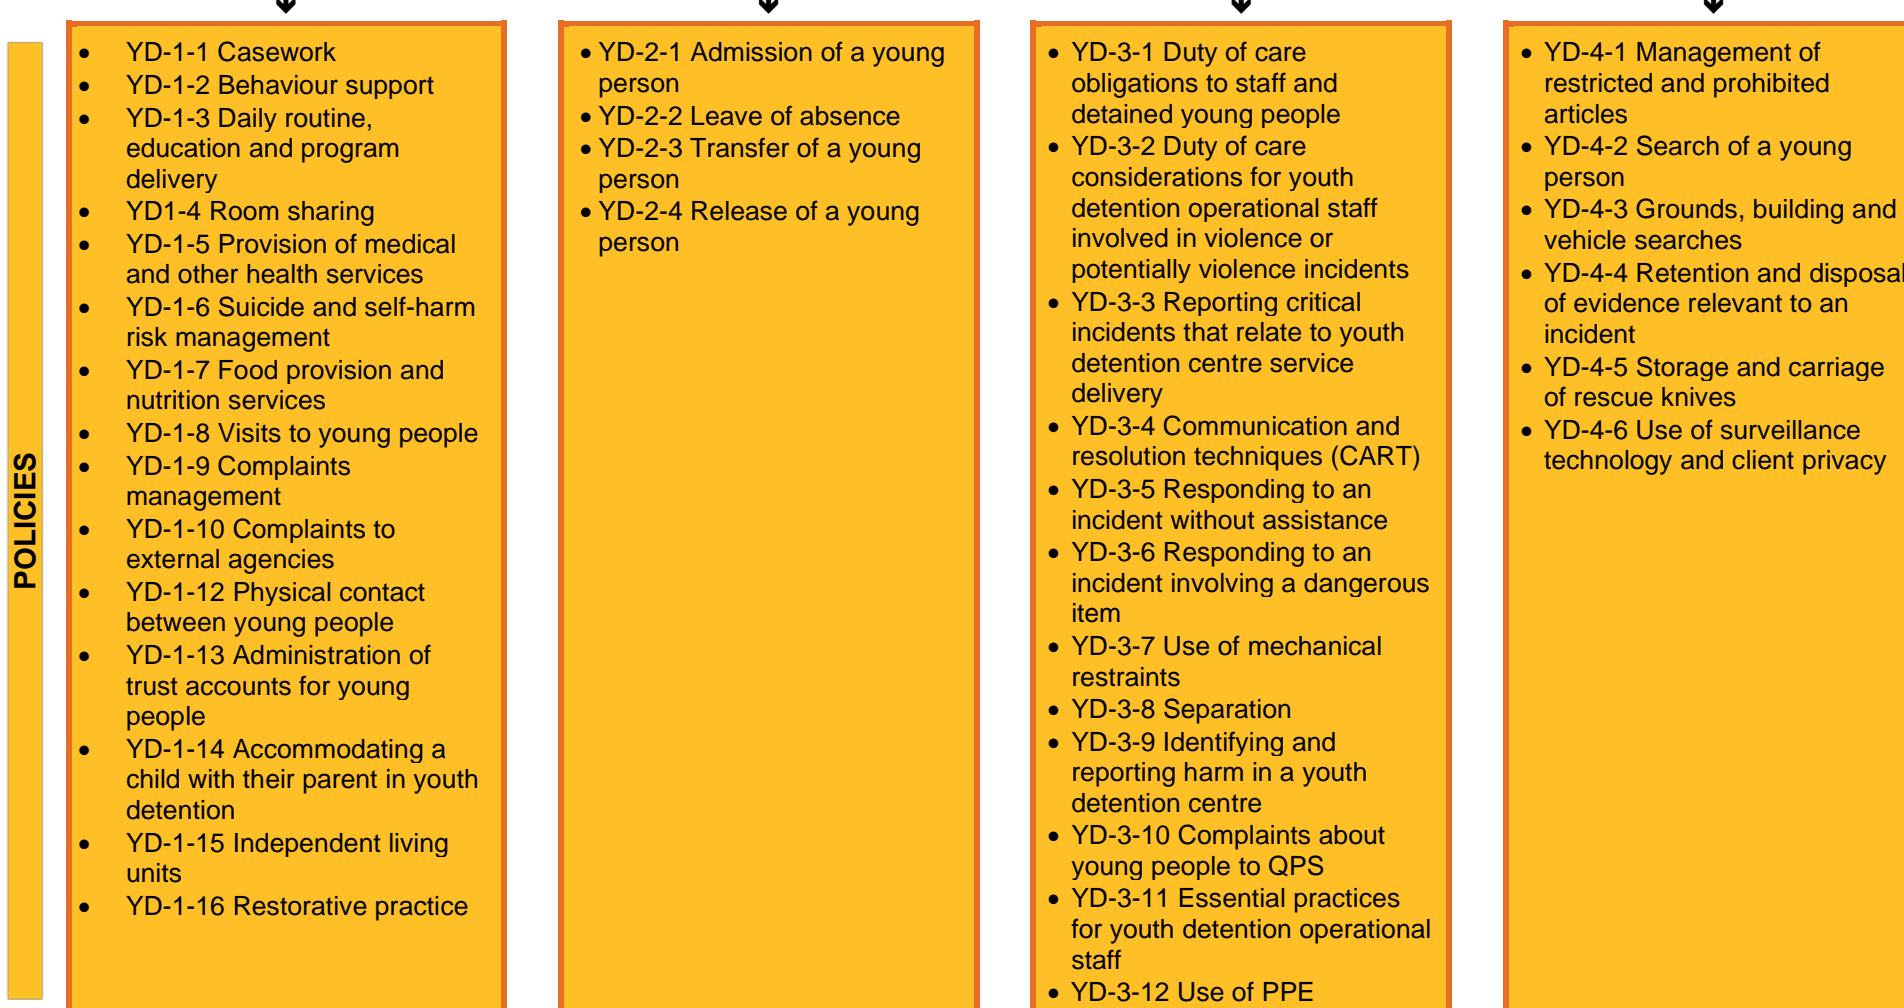 POLICIES
• YD-1-1 Casework
• YD-1-2 Behaviour support
• YD-1-3 Daily routine,
education and program
delivery
• YD1-4 Room sharing
• YD-1-5 Provision of medical
and other health services
• YD-1-6 Suicide and self-harm
risk management
• YD-1-7 Food provision and
nutrition services
• YD-1-8 Visits to young people
• YD-1-9 Complaints
management
• YD-1-10 Complaints to
external agencies
• YD-1-12 Physical contact
between young people
• YD-1-13 Administration of
trust accounts for young
people
• YD-1-14 Accommodating a
child with their parent in youth
detention
• YD-1-15 Independent living
units
• YD-1-16 Restorative practice
• YD-2-1 Admission of a young
person
• YD-2-2 Leave of absence
• YD-2-3 Transfer of a young
person
• YD-2-4 Release of a young
person
• YD-3-1 Duty of care
obligations to staff and
detained young people
• YD-3-2 Duty of care
considerations for youth
detention operational staff
involved in violence or
potentially violence incidents
• YD-3-3 Reporting critical
incidents that relate to youth
detention centre service
delivery
• YD-3-4 Communication and
resolution techniques (CART)
• YD-3-5 Responding to an
incident without assistance
• YD-3-6 Responding to an
incident involving a dangerous
item
• YD-3-7 Use of mechanical
restraints
• YD-3-8 Separation
• YD-3-9 Identifying and
reporting harm in a youth
detention centre
• YD-3-10 Complaints about
young people to QPS
• YD-3-11 Essential practices
for youth detention operational
staff
• YD-3-12 Use of PPE
• YD-4-1 Management of
restricted and prohibited
articles
• YD-4-2 Search of a young
person
• YD-4-3 Grounds, building and
vehicle searches
• YD-4-4 Retention and disposal
of evidence relevant to an
incident
• YD-4-5 Storage and carriage
of rescue knives
• YD-4-6 Use of surveillance
technology and client privacy